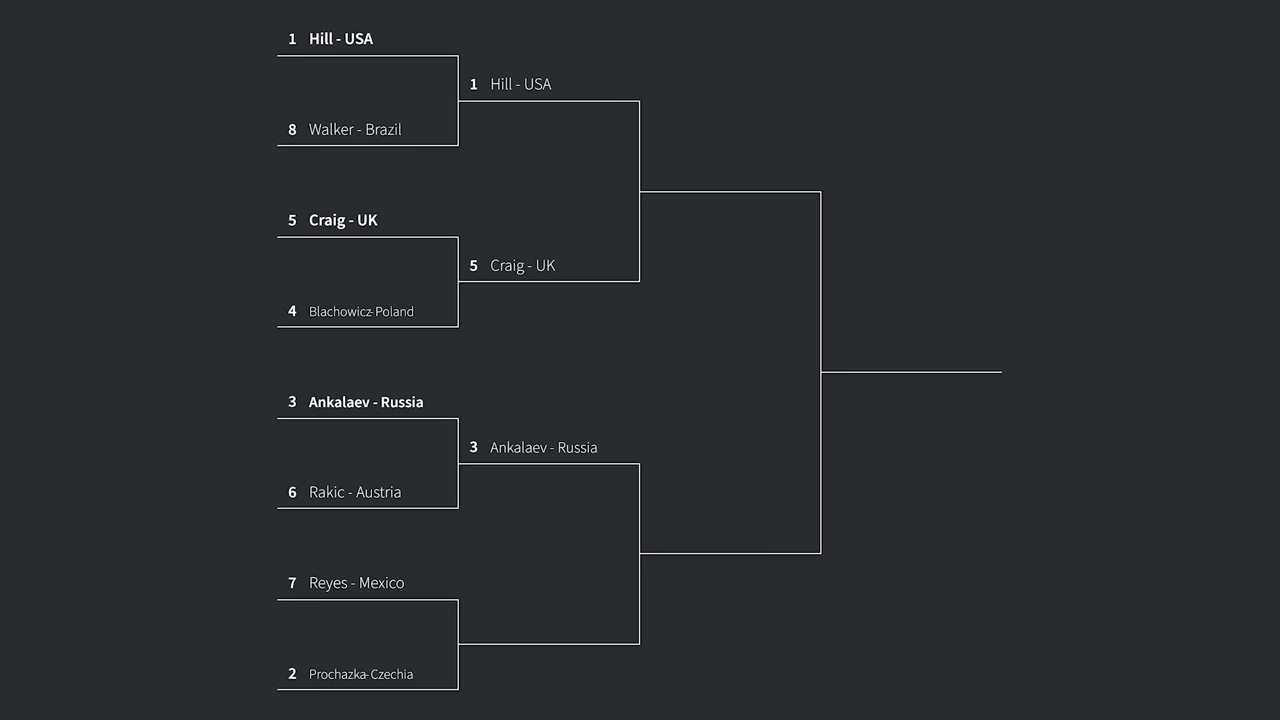 1 Hill - USA
1 Hill - USA
8 Walker - Brazil
5 Craig - UK
5 Craig - UK
4 Blachowicz-Poland
3 Ankalaev - Russia
3 Ankalaev - Russia
6 Rakic - Austria
7 Reyes - Mexico
2 Prochazka-Czechia